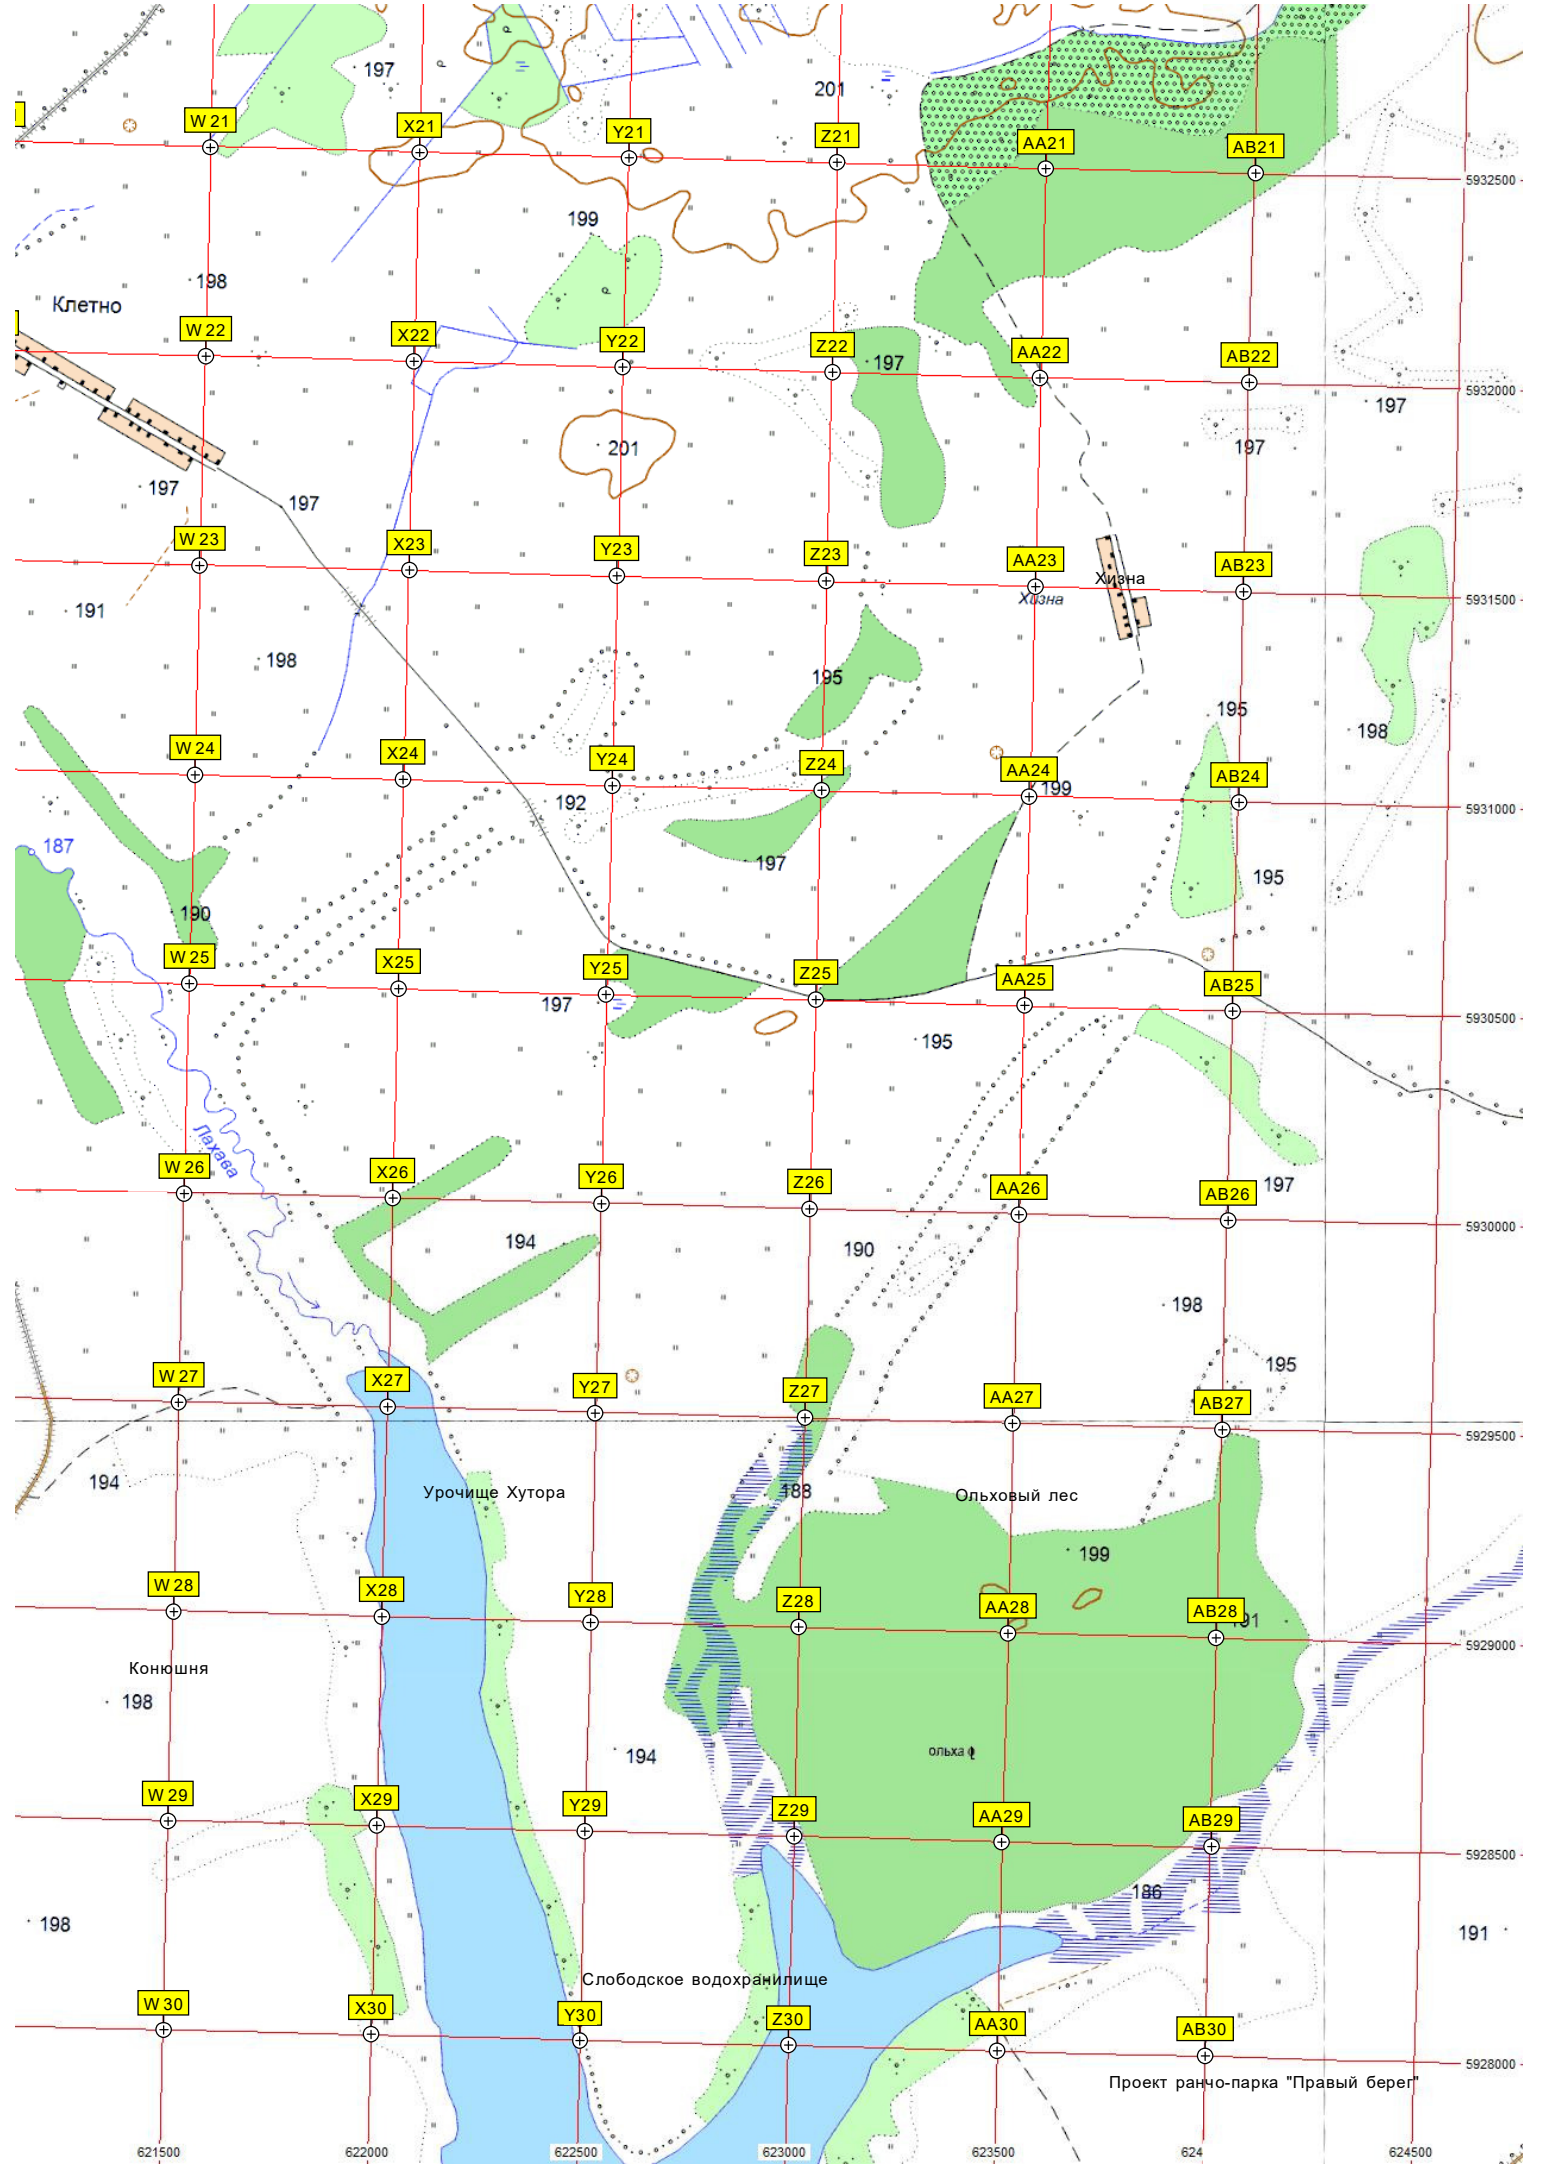 197
201
W 21
X21
Y21
Z21
AA21
AB21
5932500
199
198
Клетно
W 22
X22
Y22
Z22
197
AA22
AB22
5932000
197
201
197
197
197
W 23
X23
Y23
Z23
AA23
AB23
Хизна
Хизна
5931500
191
198
195
195
198
W 24
X24
Y24
Z24
AA24
199
AB24
192
5931000
187
197
195
190
W 25
X25
Y25
Z25
AA25
AB25
197
5930500
195
Лахава
W 26
X26
Y26
Z26
AA26
AB26
197
5930000
194
190
198
195
W 27
X27
Y27
Z27
AA27
AB27
5929500
194
Урочище Хутора
188
Ольховый лес
199
W 28
X28
Y28
Z28
AA28
AB28
5929000
Конюшня
198
194
ольха
W 29
X29
Y29
Z29
AA29
AB29
5928500
186
198
191
Слободское водохранилище
W 30
X30
Y30
Z30
AA30
AB30
5928000
Проект ранчо-парка "Правый берег"
621500
622000
622500
623000
623500
624
624500